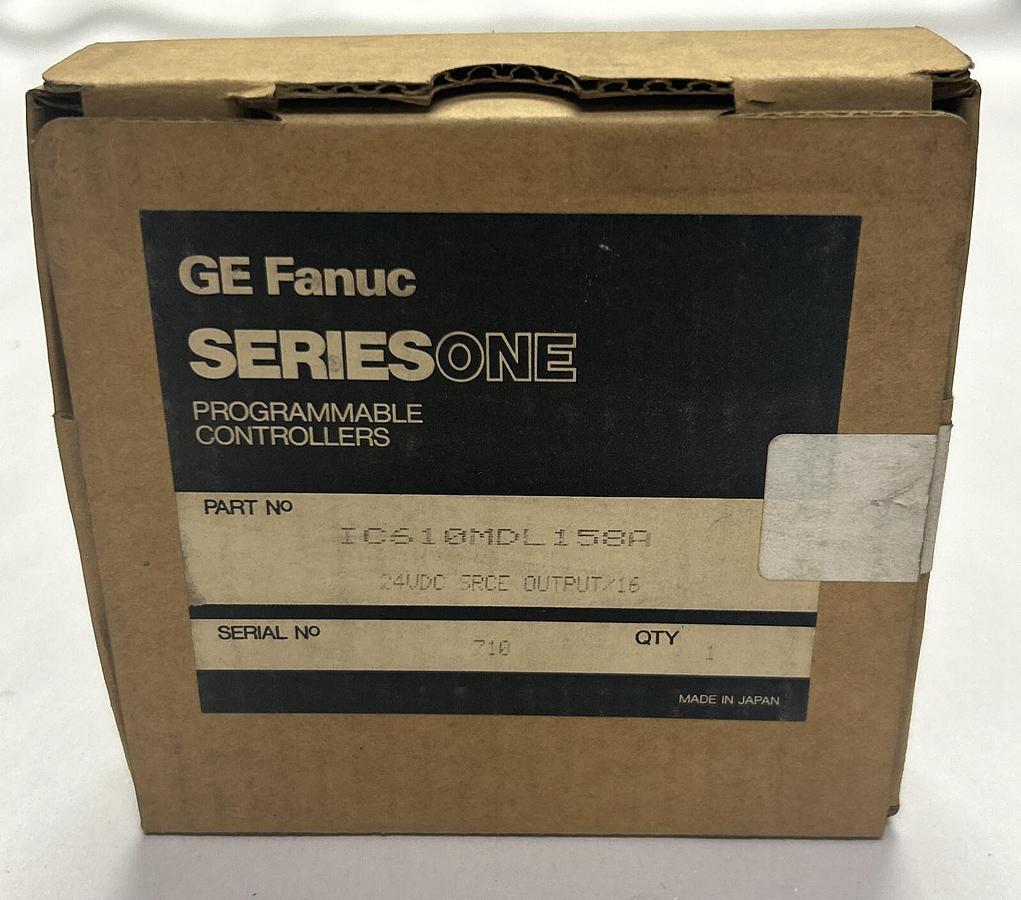 GE Fanuc
SERIESONE
PROGRAMMABLE
CONTROLLERS
PART Nº
IC610MDL158A
24VDC SRCE OUTPUT/16
SERIAL Nº
710
QTY
1
MADE IN JAPAN